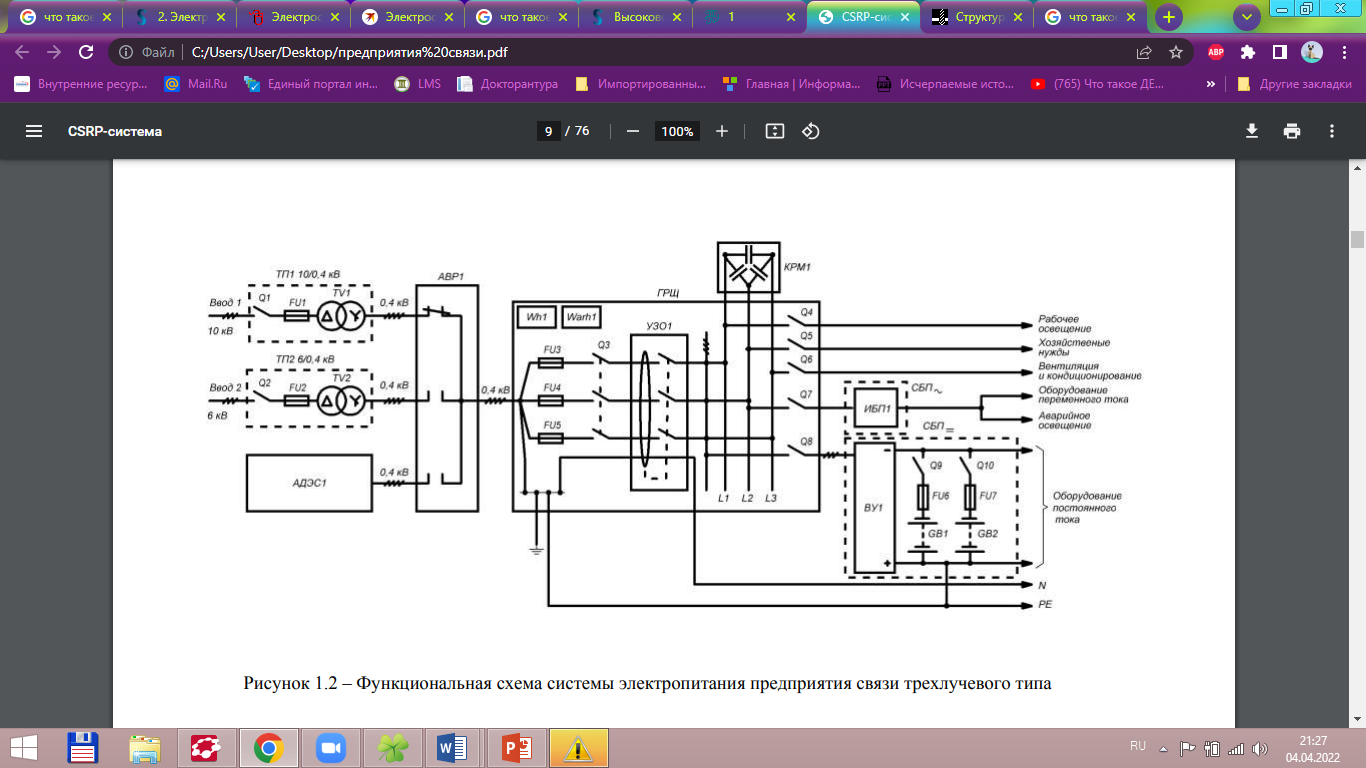 что такое
2. Электр
Электрос
Электрос
что такое
Высоково
1
CSRP-сис
Структур
что такое
Файл | C:/Users/User/Desktop/предприятия%20связи.pdf
ABP
Внутренние ресур...
Mail.Ru
Единый портал ин...
LMS
Докторантура
Импортированны...
Главная | Информа...
Исчерпаемые исто...
(765) Что такое ДЕ...
»
Другие закладки
CSRP-система
9 / 76
100%
КРМ1
ТП1 10/0,4 кВ
АВР1
ГРЩ
Ввод 1
Q1
FU1
TV1
0,4 кВ
10 кВ
Wh1
Warh1
УЗО1
Q4
Рабочее
освещение
Q5
Хозяйственые
нужды
Q6
Вентиляция
и кондиционирование
ТП2 6/0,4 кВ
FU3
Q3
Ввод 2
Q2
FU2
TV2
0,4 кВ
6 кВ
0,4 кВ
FU4
Q7
ИБП1
СБП ~
Оборудование
переменного тока
Аварийное
освещение
FU5
СБП =
Q8
АДЭС1
0,4 кВ
L1
L2
L3
ВУ1
−
+
Q9
Q10
FU6
FU7
GB1
GB2
Оборудование
постоянного
тока
N
PE
Рисунок 1.2 – Функциональная схема системы электропитания предприятия связи трехлучевого типа
RU
21:27
04.04.2022